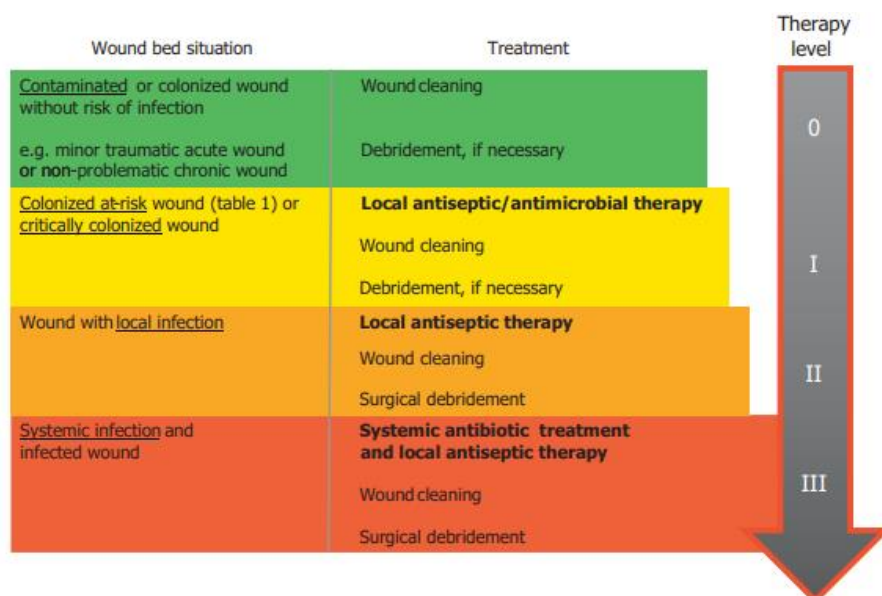 Wound bed situation
Treatment
Therapy
level
Contaminated or colonized wound
without risk of infection
e.g. minor traumatic acute wound
or non-problematic chronic wound
Wound cleaning
Debridement, if necessary
0
Colonized at-risk wound (table 1) or
critically colonized wound
Local antiseptic/antimicrobial therapy
Wound cleaning
Debridement, if necessary
I
Wound with local infection
Local antiseptic therapy
Wound cleaning
Surgical debridement
II
Systemic infection and
infected wound
Systemic antibiotic treatment
and local antiseptic therapy
Wound cleaning
Surgical debridement
III